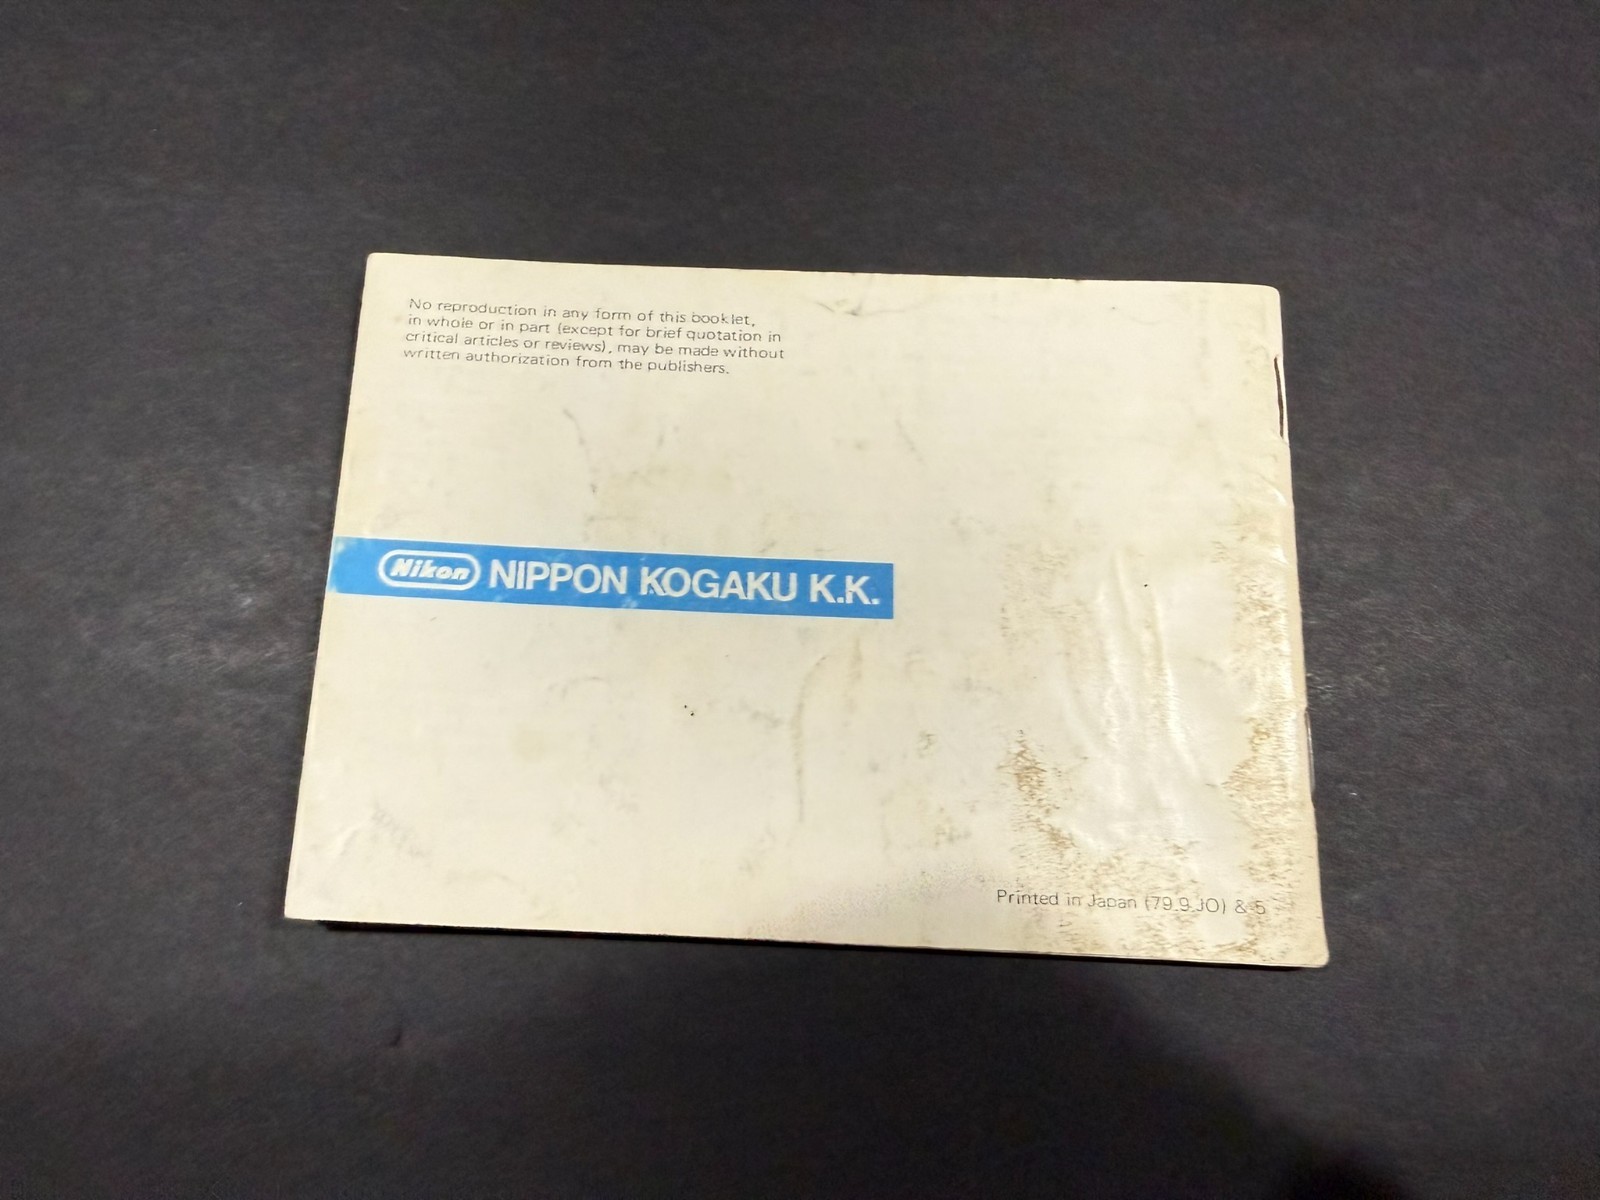 No reproduction in any form of this booklet,
in whole or in part (except for brief quotation in
critical articles or reviews), may be made without
written authorization from the publishers.
Nikon NIPPON KOGAKU K.K.
Printed in Japan (79.9.JO) & 5